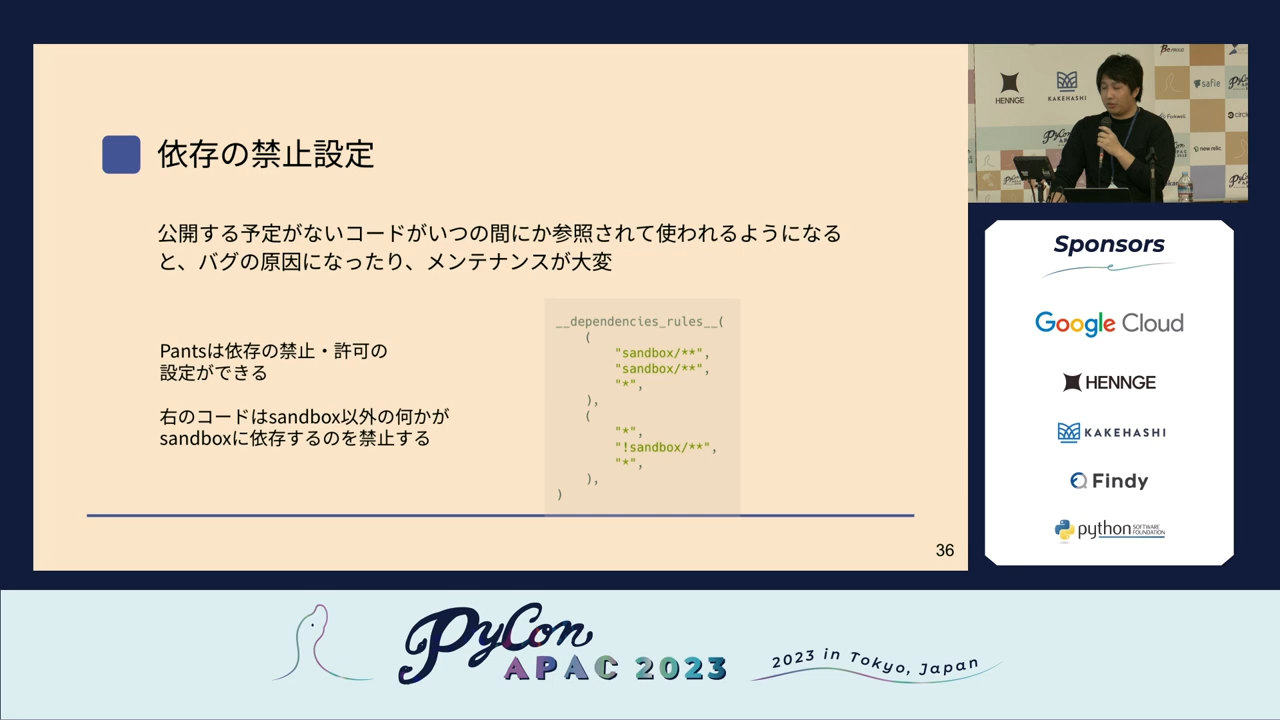 依存の禁止設定
公開する予定がないコードがいつの間にか参照されて使われるようになる
と、バグの原因になったり、メンテナンスが大変
Pantsは依存の禁止・許可の
設定ができる
右のコードはsandbox以外の何かが
sandboxに依存するのを禁止する
__dependencies_rules__(
(
"sandbox/**",
"sandbox/**",
"*",
),
(
"*",
"!sandbox/**",
"*",
),
)
36
HENNGE
KAKEHASHI
safie
new relic
Sponsors
Google Cloud
HENNGE
KAKEHASHI
Findy
python SOFTWARE FOUNDATION
PyCon
APAC 2023
2023 in Tokyo, Japan